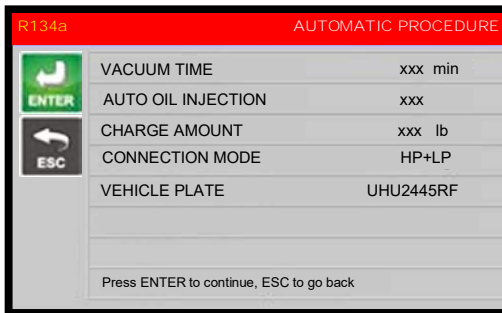 R134a AUTOMATIC PROCEDURE
ENTER
ESC
VACUUM TIME xxx min
AUTO OIL INJECTION xxx
CHARGE AMOUNT xxx lb
CONNECTION MODE HP+LP
VEHICLE PLATE UHU2445RF
Press ENTER to continue, ESC to go back